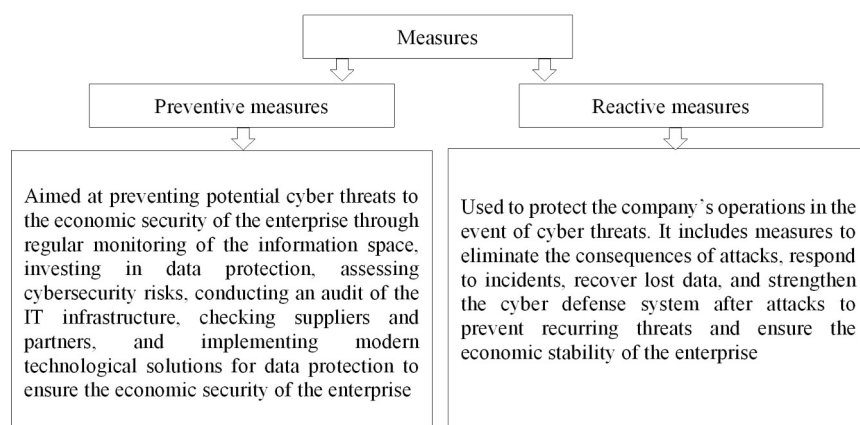 Measures
Preventive measures
Reactive measures
Aimed at preventing potential cyber threats to
the economic security of the enterprise through
regular monitoring of the information space,
investing in data protection, assessing
cybersecurity risks, conducting an audit of the
IT infrastructure, checking suppliers and
partners, and implementing modern
technological solutions for data protection to
ensure the economic security of the enterprise
Used to protect the company’s operations in the
event of cyber threats. It includes measures to
eliminate the consequences of attacks, respond
to incidents, recover lost data, and strengthen
the cyber defense system after attacks to
prevent recurring threats and ensure the
economic stability of the enterprise